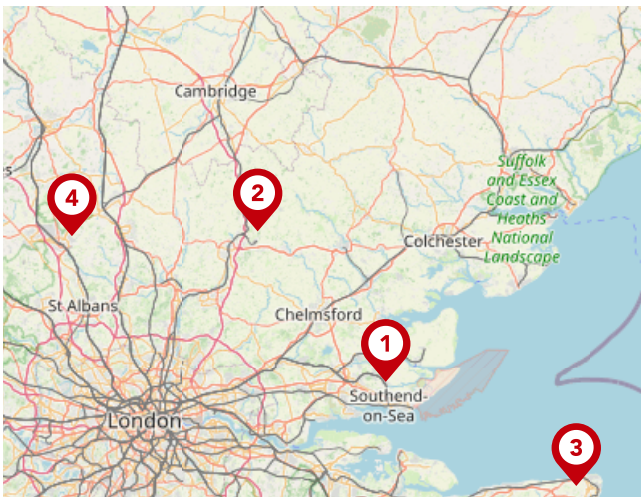 Cambridge
Suffolk
and Essex
Coast and
Heaths
National
Landscape
4
2
Colchester
St Albans
Chelmsford
1
Southend-
on-Sea
London
3